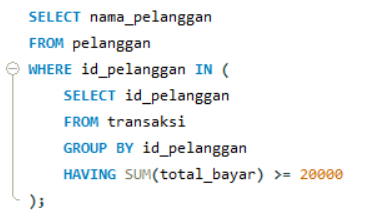 SELECT nama_pelanggan
FROM pelanggan
WHERE id_pelanggan IN (
SELECT id_pelanggan
FROM transaksi
GROUP BY id_pelanggan
HAVING SUM(total_bayar) >= 20000
);